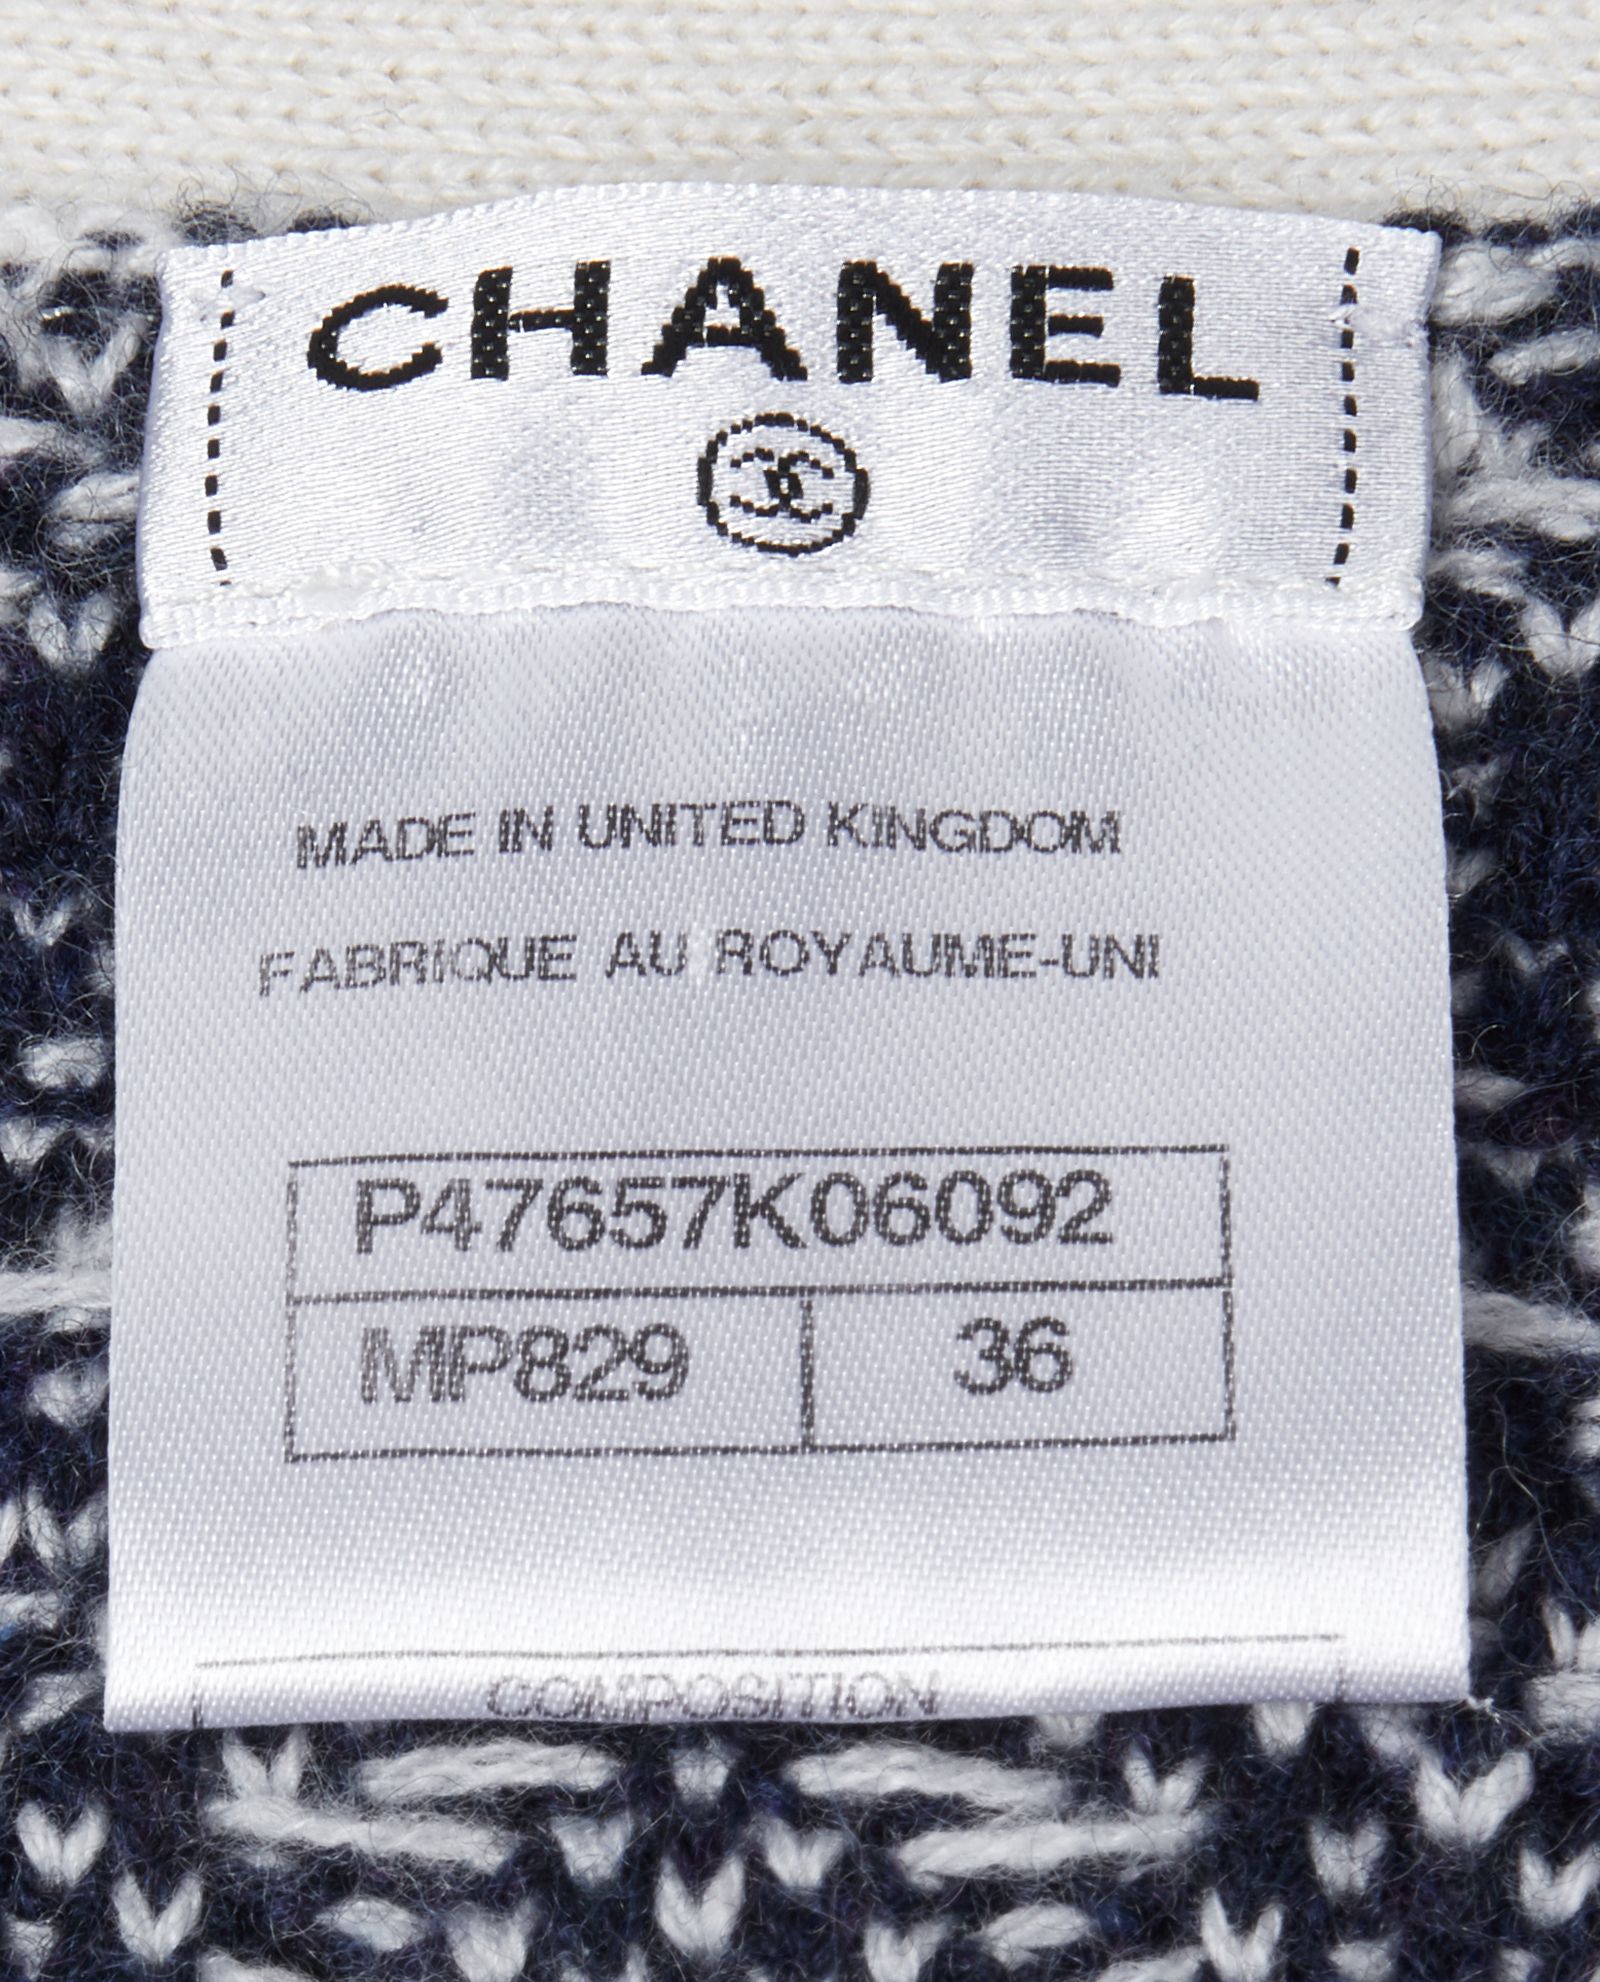 CHANEL
MADE IN UNITED KINGDOM
FABRIQUE AU ROYAUME-UNI
P47657K06092
MP829 36
COMPOSITION